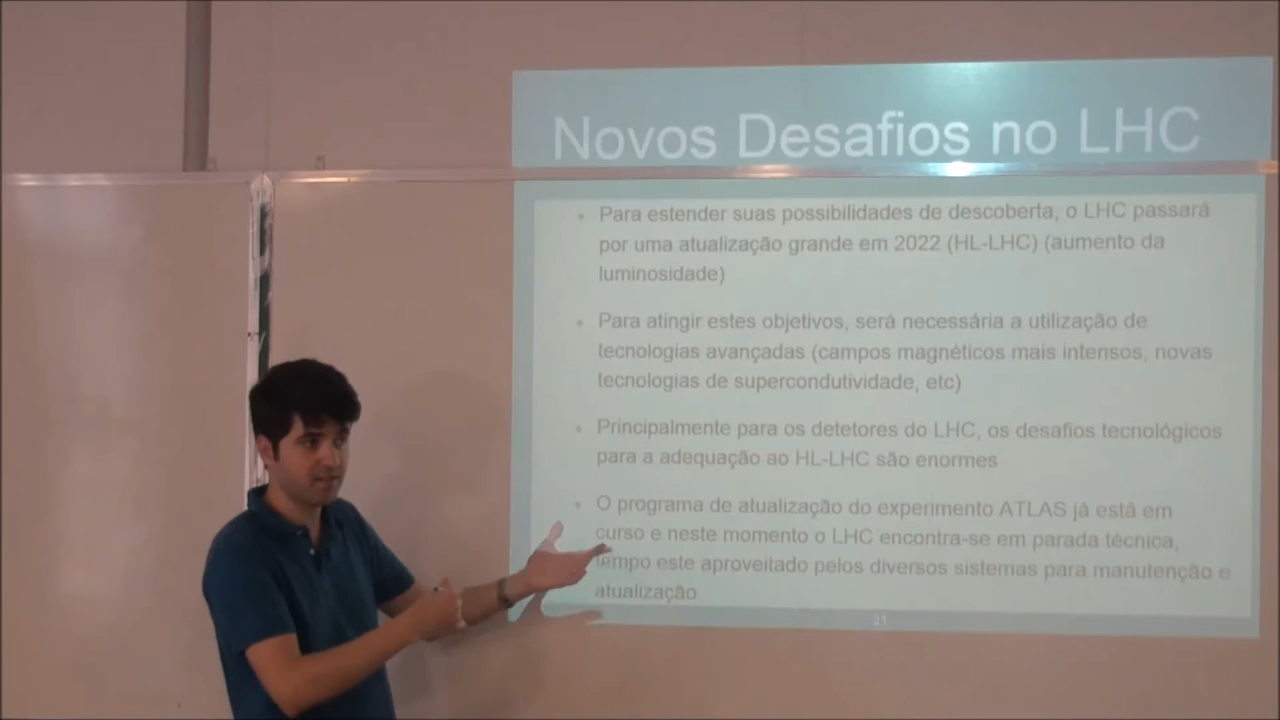 Novos Desafios no LHC
Para estender suas possibilidades de descoberta, o LHC passará
por uma atualização grande em 2022 (HL-LHC) (aumento da
luminosidade)
Para atingir estes objetivos, será necessária a utilização de
tecnologias avançadas (campos magnéticos mais intensos, novas
tecnologias de supercondutividade, etc)
Principalmente para os detetores do LHC, os desafios tecnológicos
para a adequação ao HL-LHC são enormes
O programa de atualização do experimento ATLAS já está em
curso e neste momento o LHC encontra-se em parada técnica,
tempo este aproveitado pelos diversos sistemas para manutenção e
atualização
21